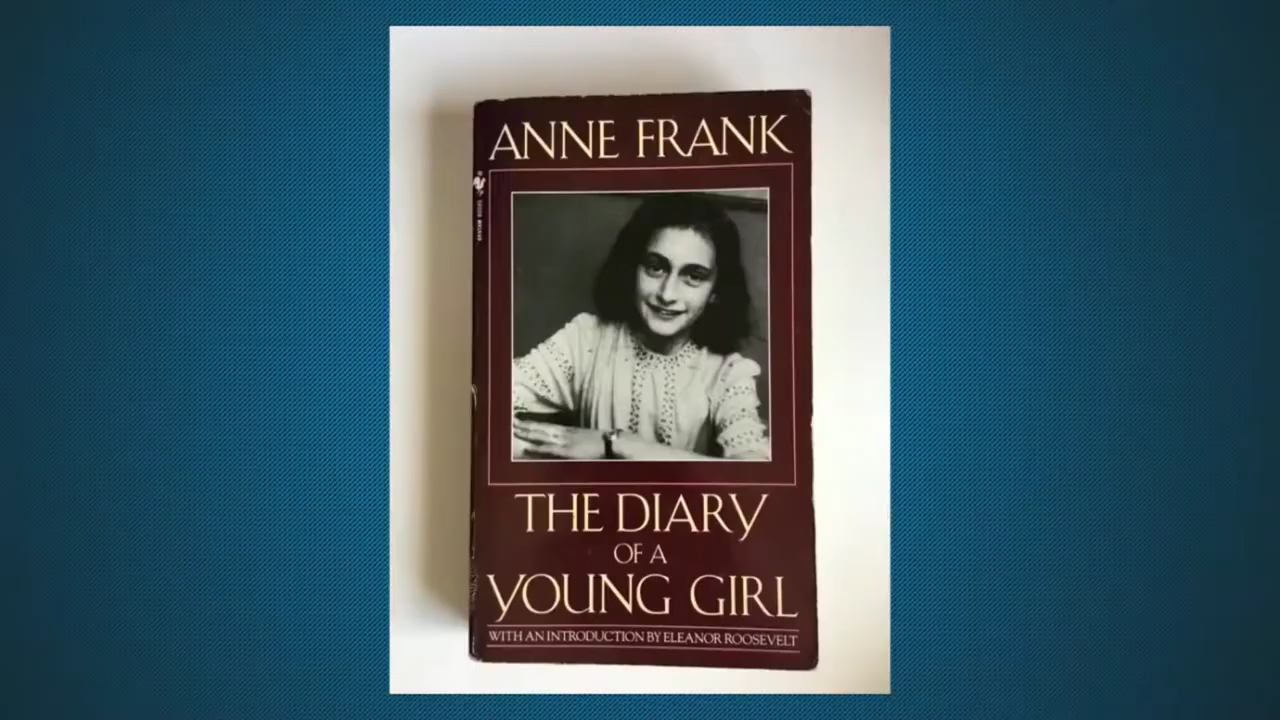 ANNE FRANK
THE DIARY
OF A
YOUNG GIRL
WITH AN INTRODUCTION BY ELEANOR ROOSEVELT